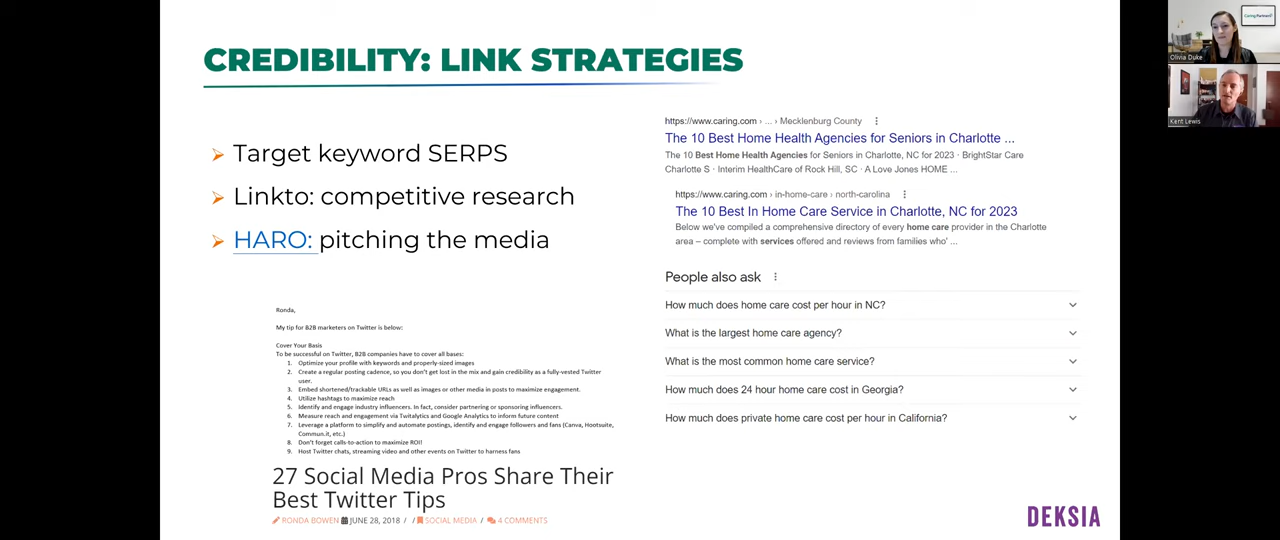 CREDIBILITY: LINK STRATEGIES
Target keyword SERPS
Linkto: competitive research
HARO: pitching the media
Ronda,
My tip for B2B marketers on Twitter is below:
Cover Your Basis
To be successful on Twitter, B2B companies have to cover all bases:
1. Optimize your profile with keywords and properly-sized images
2. Create a regular posting cadence, so you don't get lost in the mix and gain credibility as a fully-vested Twitter
user.
3. Embed shortened/trackable URLs as well as images or other media in posts to maximize engagement.
4. Utilize hashtags to maximize reach
5. Identify and engage industry influencers. In fact, consider partnering or sponsoring influencers.
6. Measure reach and engagement via Twitalytics and Google Analytics to inform future content
7. Leverage a platform to simplify and automate postings, identify and engage followers and fans (Canva, Hootsuite,
Commun.it, etc.)
8. Don't forget calls-to-action to maximize ROI!
9. Host Twitter chats, streaming video and other events on Twitter to harness fans
27 Social Media Pros Share Their
Best Twitter Tips
RONDA BOWEN JUNE 28, 2018 / / SOCIAL MEDIA / 4 COMMENTS
https://www.caring.com › ... › Mecklenburg County
The 10 Best Home Health Agencies for Seniors in Charlotte ...
The 10 Best Home Health Agencies for Seniors in Charlotte, NC for 2023 · BrightStar Care
Charlotte S · Interim HealthCare of Rock Hill, SC · A Love Jones HOME ...
https://www.caring.com › in-home-care › north-carolina
The 10 Best In Home Care Service in Charlotte, NC for 2023
Below we've compiled a comprehensive directory of every home care provider in the Charlotte
area – complete with services offered and reviews from families who' ...
People also ask
How much does home care cost per hour in NC?
What is the largest home care agency?
What is the most common home care service?
How much does 24 hour home care cost in Georgia?
How much does private home care cost per hour in California?
DEKSIA
Caring Partners
Olivia Duke
Kent Lewis